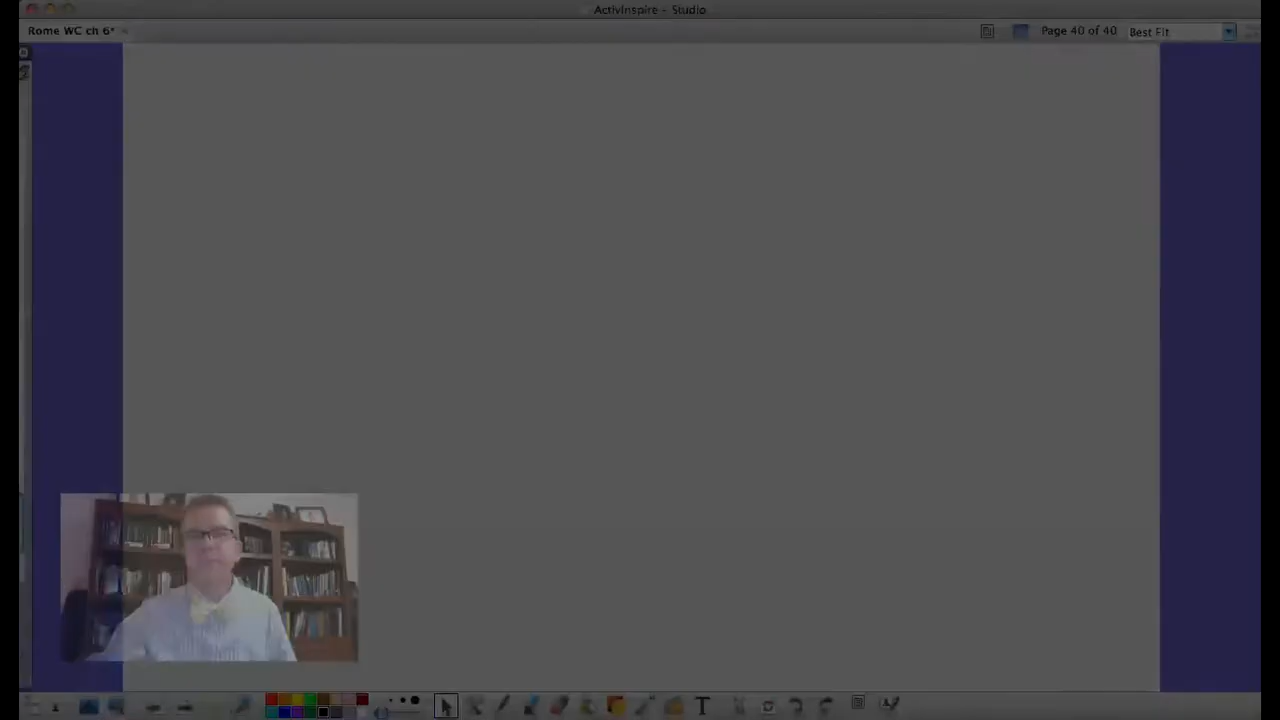 ActivInspire - Studio
Rome WC ch 6*
Page 40 of 40
Best Fit
T